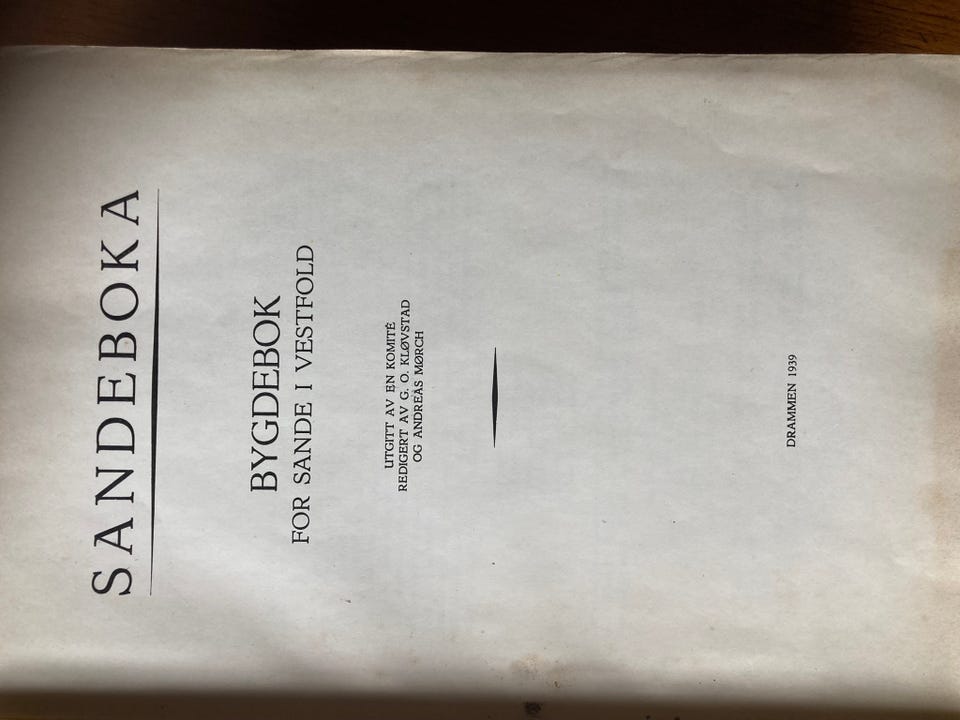 SANDEBOKA
BYGDEBOK
FOR SANDE I VESTFOLD
UTGITT AV EN KOMITÉ
REDIGERT AV G. O. KLØVSTAD
OG ANDREAS MØRCH
DRAMMEN 1939